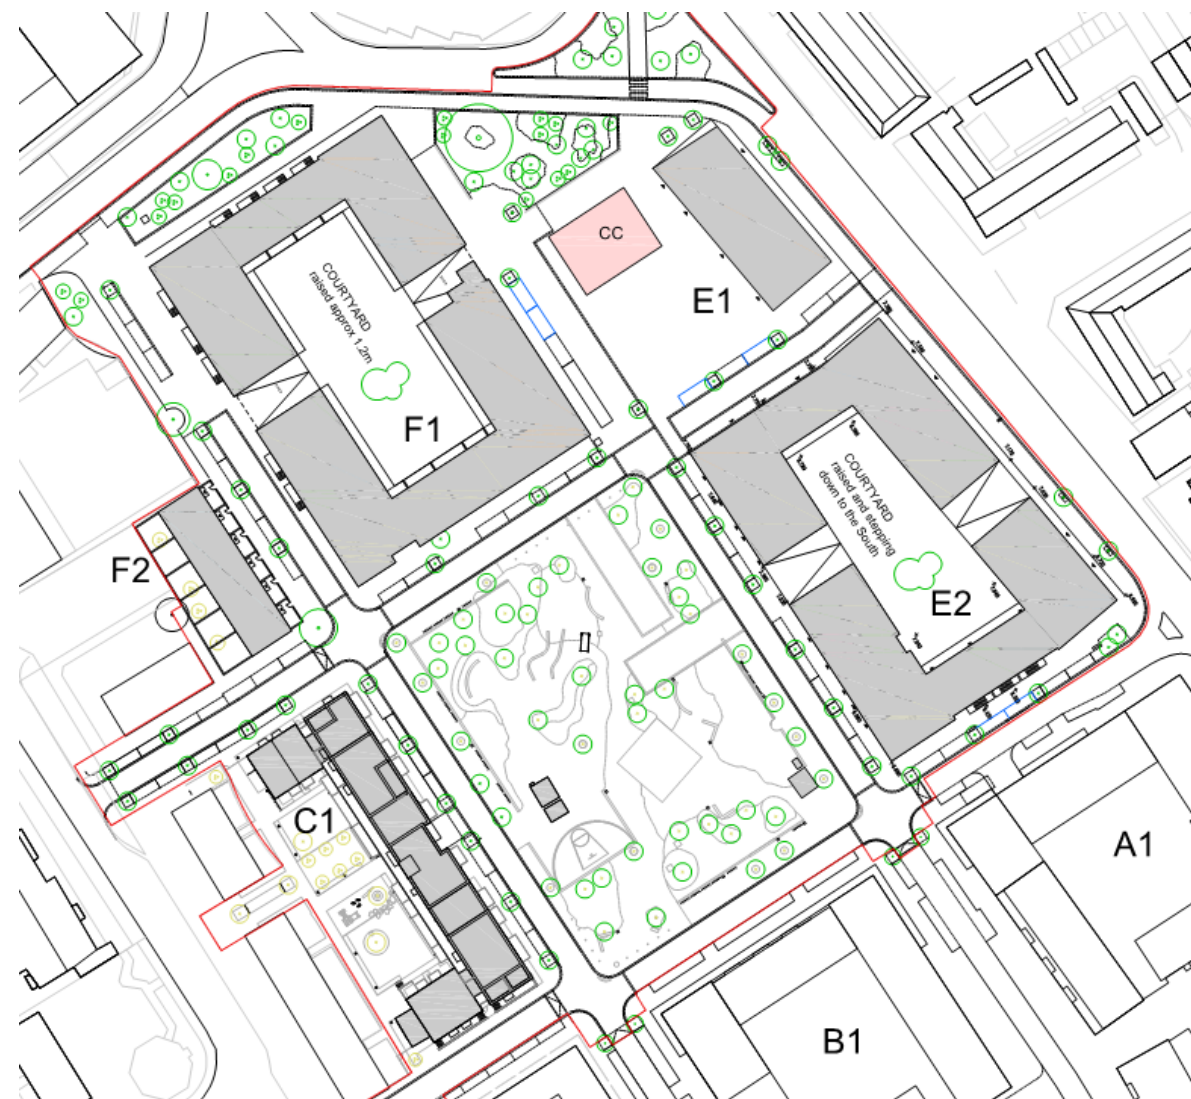 CC
E1
COURTYARD
raised approx 1.2m
F1
COURTYARD
raised and stepping
down to the South
E2
F2
C1
A1
B1